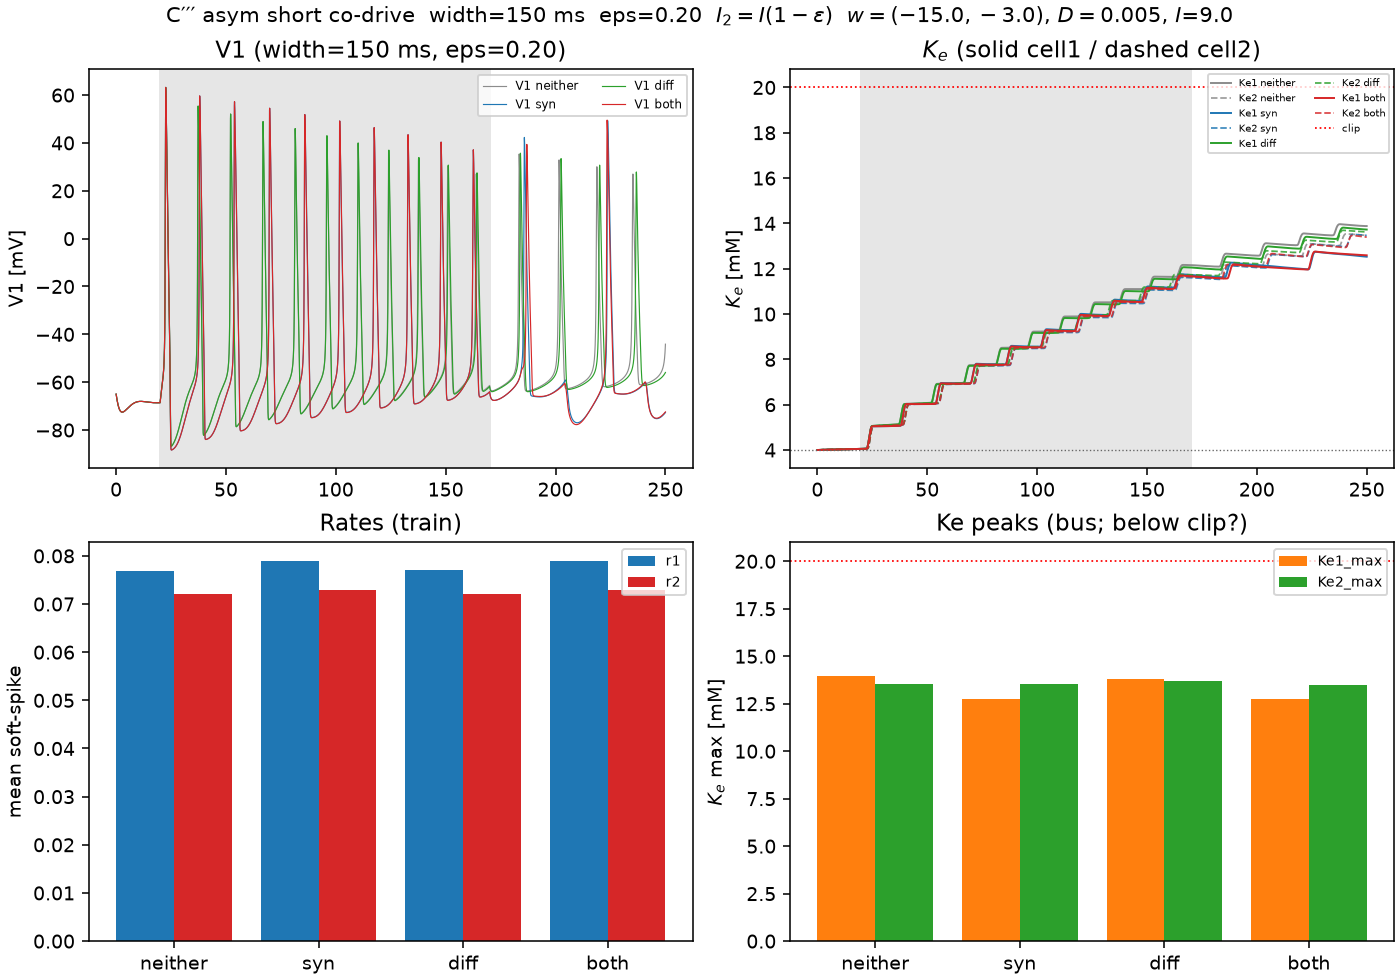 C′′′ asym short co-drive  width=150 ms  eps=0.20  I₂ = I(1 − ε)  w = (−15.0, − 3.0), D = 0.005, I=9.0
V1 (width=150 ms, eps=0.20)
V1 [mV]
60
40
20
0
−20
−40
−60
−80
V1 neither
V1 syn
V1 diff
V1 both
0
50
100
150
200
250
Kₑ (solid cell1 / dashed cell2)
Kₑ [mM]
20
18
16
14
12
10
8
6
4
Ke1 neither
Ke2 neither
Ke1 syn
Ke2 syn
Ke1 diff
Ke2 diff
Ke1 both
Ke2 both
clip
0
50
100
150
200
250
Rates (train)
mean soft-spike
0.08
0.07
0.06
0.05
0.04
0.03
0.02
0.01
0.00
r1
r2
neither
syn
diff
both
Ke peaks (bus; below clip?)
Kₑ max [mM]
20.0
17.5
15.0
12.5
10.0
7.5
5.0
2.5
0.0
Ke1_max
Ke2_max
neither
syn
diff
both